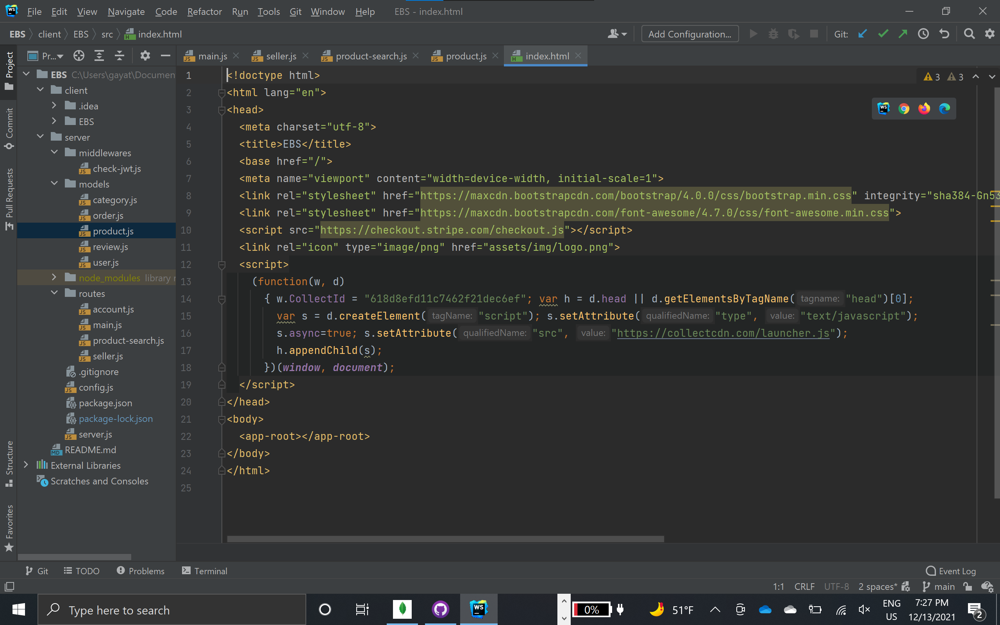 WS File Edit View Navigate Code Refactor Run Tools Git Window Help EBS - index.html
EBS client EBS src index.html Add Configuration... Git:
Project
Commit
Pull Requests
Structure
Favorites
Pr... main.js seller.js product-search.js product.js index.html
EBS C:\Users\gayat\Documen
client
.idea
EBS
server
middlewares
check-jwt.js
models
category.js
order.js
product.js
review.js
user.js
node_modules library r
routes
account.js
main.js
product-search.js
seller.js
.gitignore
config.js
package.json
package-lock.json
server.js
README.md
External Libraries
Scratches and Consoles
3 3
1 <!doctype html>
2 <html lang="en">
3 <head>
4 <meta charset="utf-8">
5 <title>EBS</title>
6 <base href="/">
7 <meta name="viewport" content="width=device-width, initial-scale=1">
8 <link rel="stylesheet" href="https://maxcdn.bootstrapcdn.com/bootstrap/4.0.0/css/bootstrap.min.css" integrity="sha384-Gn53
9 <link rel="stylesheet" href="https://maxcdn.bootstrapcdn.com/font-awesome/4.7.0/css/font-awesome.min.css">
10 <script src="https://checkout.stripe.com/checkout.js"></script>
11 <link rel="icon" type="image/png" href="assets/img/logo.png">
12 <script>
13 (function(w, d)
14 { w.CollectId = "618d8efd11c7462f21dec6ef"; var h = d.head || d.getElementsByTagName( tagname: "head")[0];
15 var s = d.createElement( tagName: "script"); s.setAttribute( qualifiedName: "type", value: "text/javascript");
16 s.async=true; s.setAttribute( qualifiedName: "src", value: "https://collectcdn.com/launcher.js");
17 h.appendChild(s);
18 })(window, document);
19 </script>
20 </head>
21 <body>
22 <app-root></app-root>
23 </body>
24 </html>
25
Git TODO Problems Terminal Event Log
1:1 CRLF UTF-8 2 spaces* main
Type here to search WS 0% 51°F ENG US 7:27 PM 12/13/2021 2